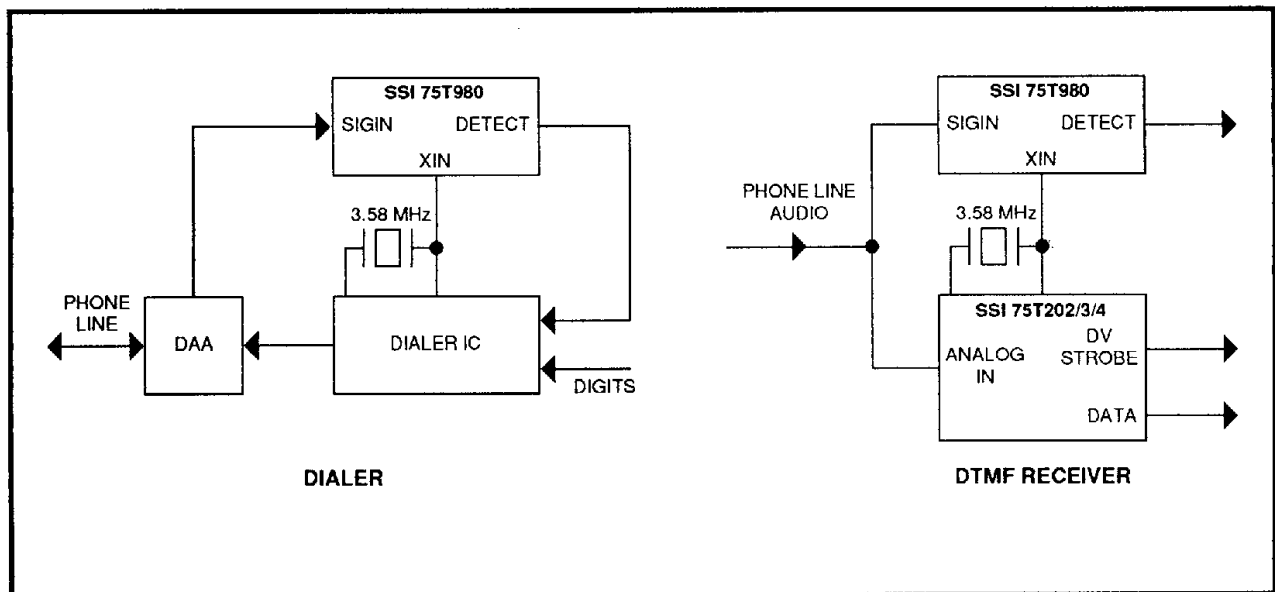 SSI 75T980
SIGIN DETECT
XIN
3.58 MHz
PHONE
LINE
DAA
DIALER IC
DIGITS
DIALER
SSI 75T980
SIGIN DETECT
XIN
PHONE LINE
AUDIO
3.58 MHz
SSI 75T202/3/4
ANALOG
IN
DV
STROBE
DATA
DTMF RECEIVER